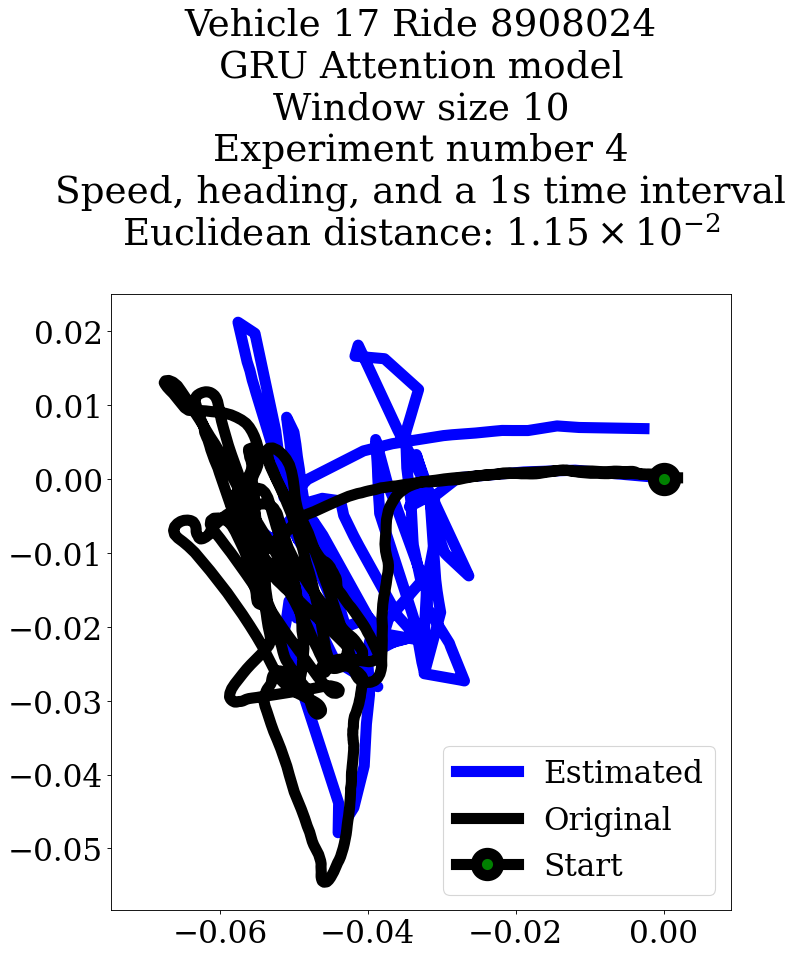 Vehicle 17 Ride 8908024
GRU Attention model
Window size 10
Experiment number 4
Speed, heading, and a 1s time interval
Euclidean distance: 1.15 × 10⁻²
0.02
0.01
0.00
−0.01
−0.02
−0.03
−0.04
−0.05
Estimated
Original
Start
−0.06
−0.04
−0.02
0.00